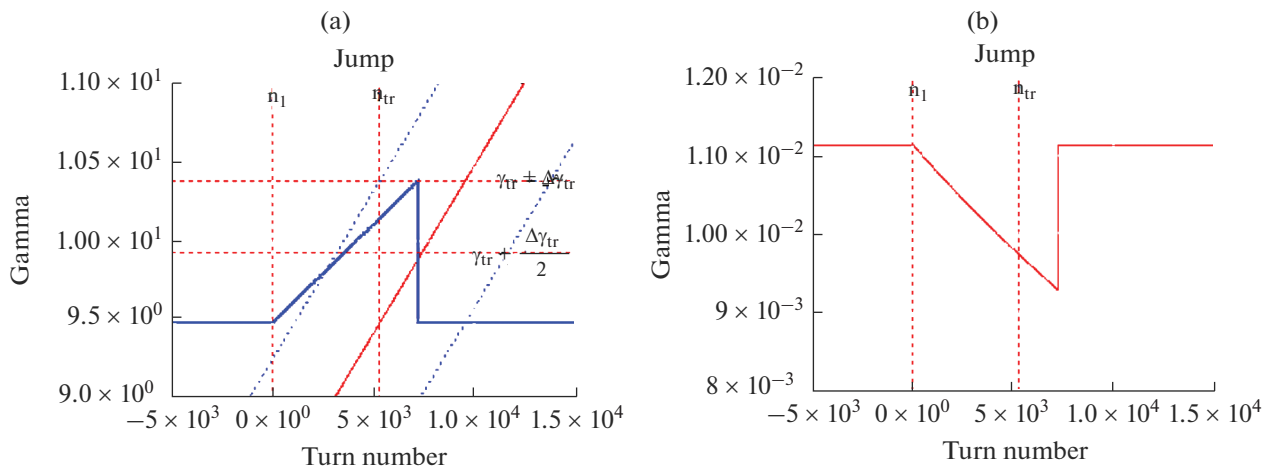 (a)
Jump
1.10 × 10¹
n₁
nₜᵣ
1.05 × 10¹
γₜᵣ + Δγₜᵣ
1.00 × 10¹
γₜᵣ + Δγₜᵣ/2
9.5 × 10⁰
9.0 × 10⁰
Gamma
−5 × 10³ 0 × 10⁰ 5 × 10³ 1.0 × 10⁴ 1.5 × 10⁴
Turn number
(b)
Jump
1.20 × 10⁻²
n₁
nₜᵣ
1.10 × 10⁻²
1.00 × 10⁻²
9 × 10⁻³
8 × 10⁻³
Gamma
−5 × 10³ 0 × 10⁰ 5 × 10³ 1.0 × 10⁴ 1.5 × 10⁴
Turn number